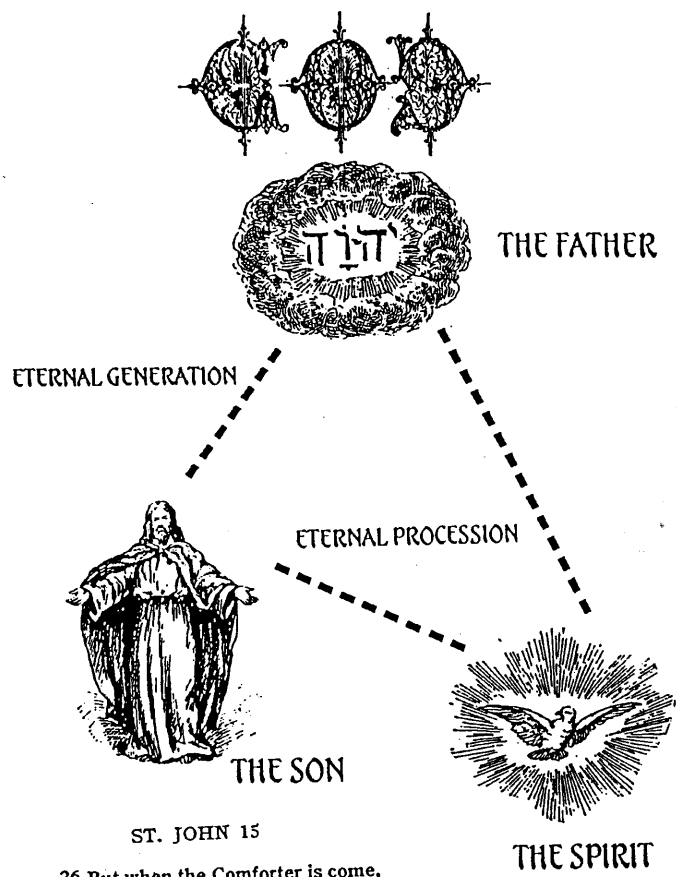 GOD
יְהֹוָה
THE FATHER
ETERNAL GENERATION
ETERNAL PROCESSION
THE SON
ST. JOHN 15
THE SPIRIT
26 But when the Comforter is come,